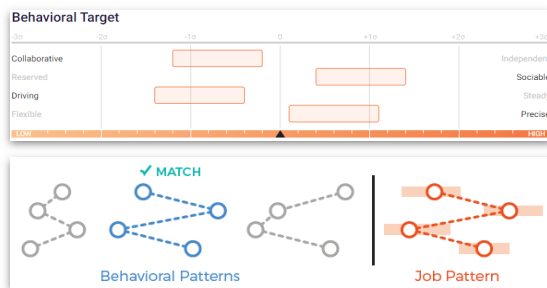 Behavioral Target
-3σ -2σ -1σ 0 +1σ +2σ +3σ
Collaborative Independen
Reserved Sociable
Driving Steady
Flexible Precise
LOW HIGH
MATCH
Behavioral Patterns Job Pattern